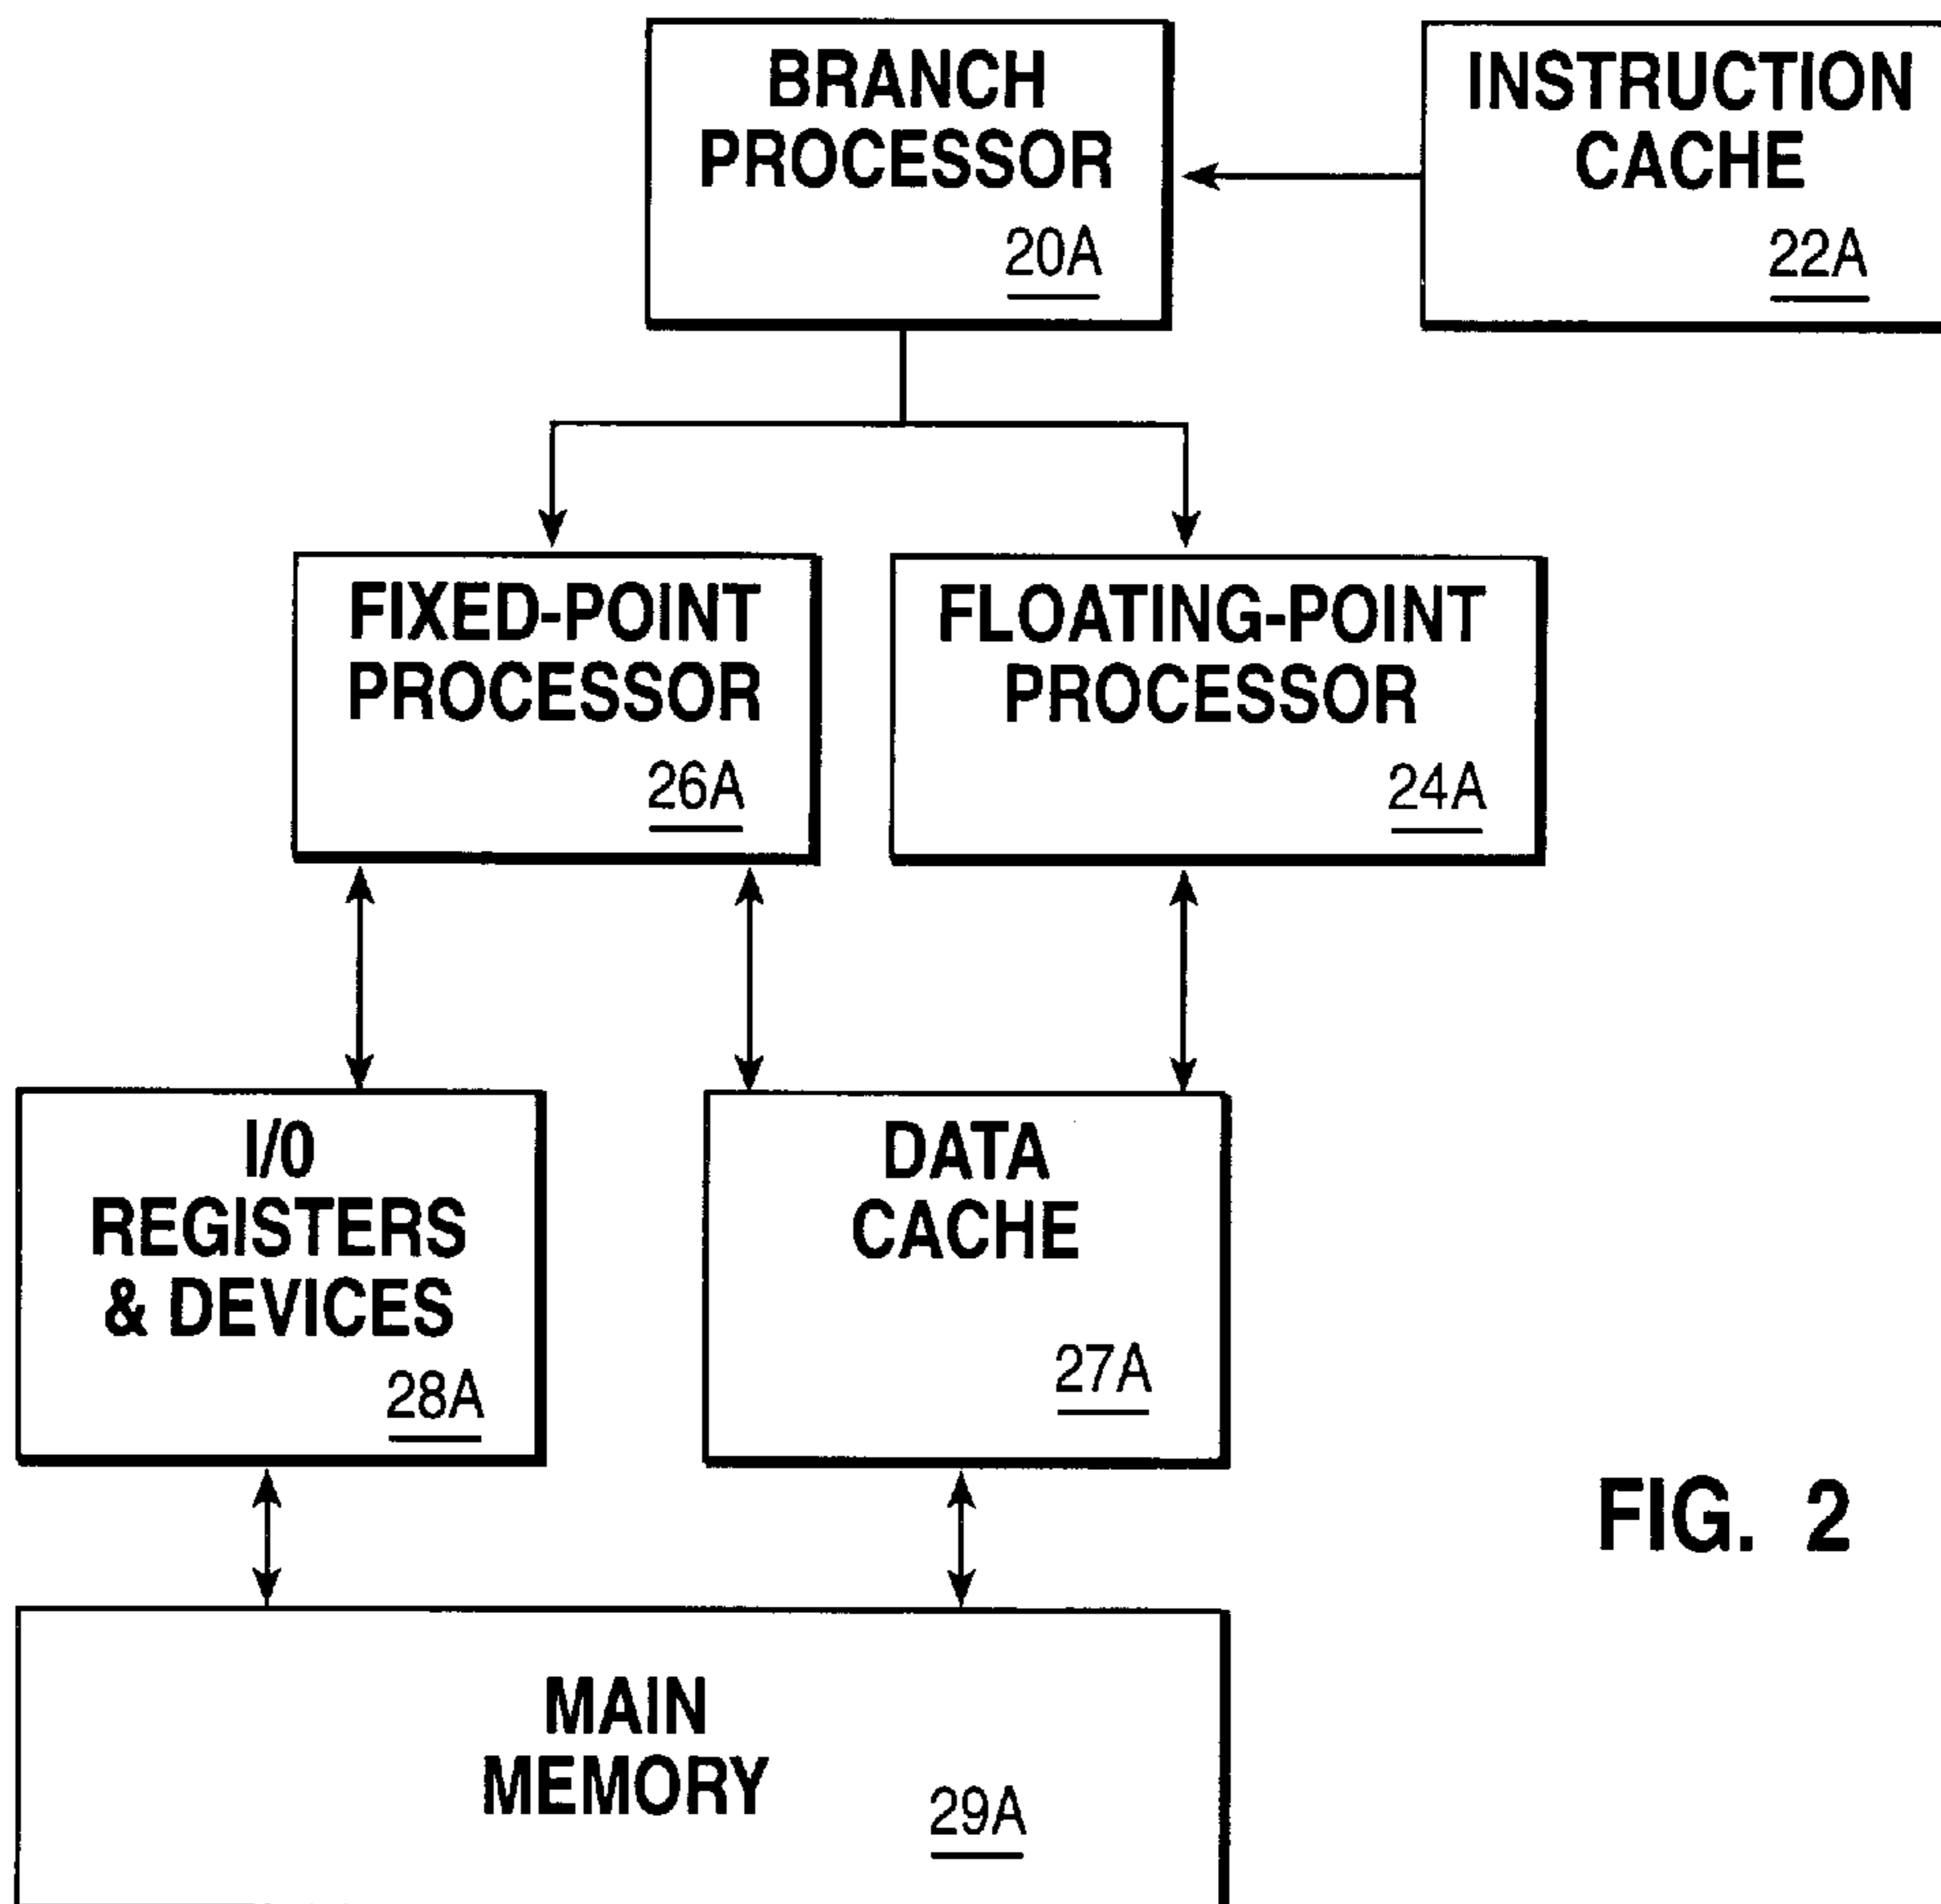 BRANCH
PROCESSOR
20A
INSTRUCTION
CACHE
22A
FIXED-POINT
PROCESSOR
26A
FLOATING-POINT
PROCESSOR
24A
I/O
REGISTERS
& DEVICES
28A
DATA
CACHE
27A
FIG. 2
MAIN
MEMORY
29A